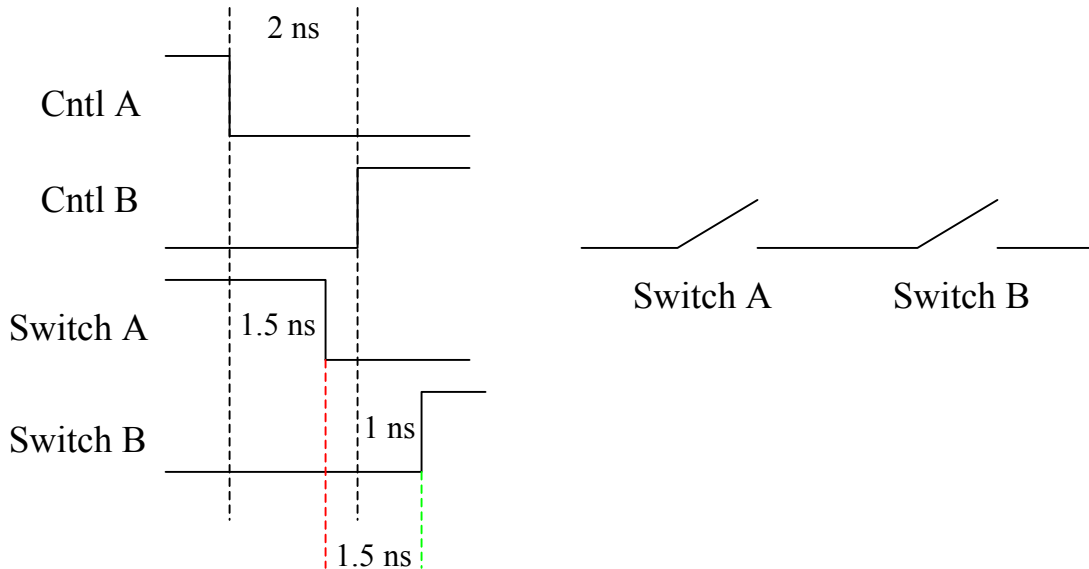 2 ns
Cntl A
Cntl B
Switch A
1.5 ns
Switch B
1 ns
1.5 ns
Switch A
Switch B